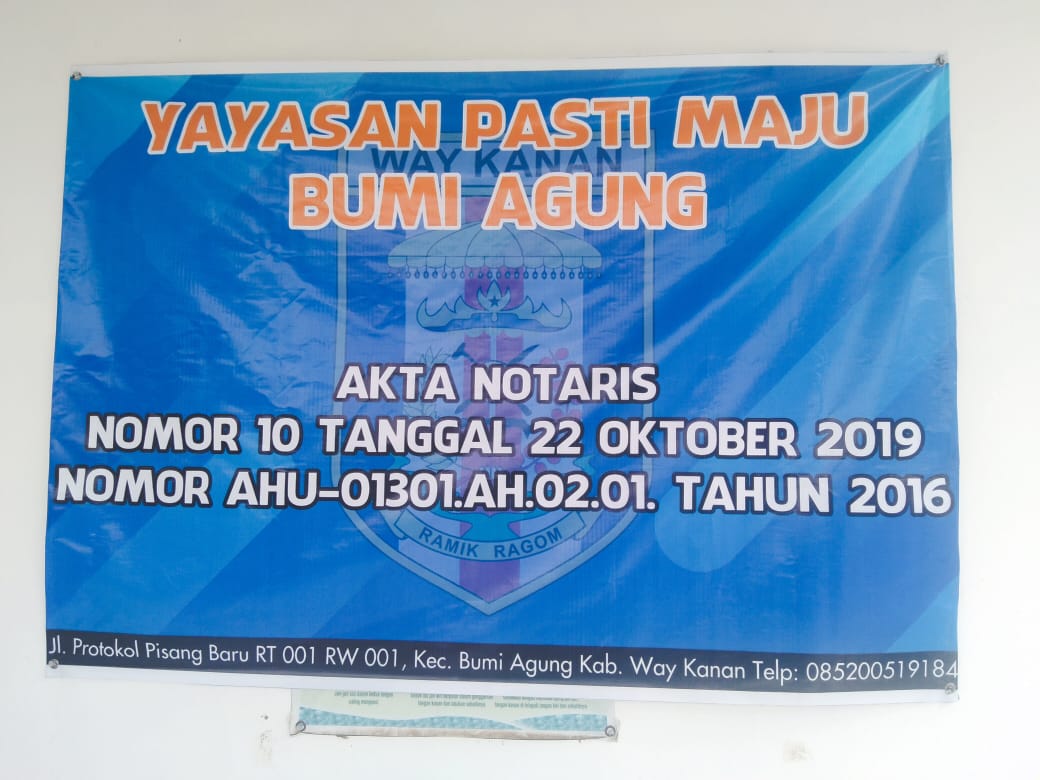 YAYASAN PASTI MAJU
WAY KANAN
BUMI AGUNG
AKTA NOTARIS
NOMOR 10 TANGGAL 22 OKTOBER 2019
NOMOR AHU-01301.AH.02.01. TAHUN 2016
RAMIK RAGOM
Jl. Protokol Pisang Baru RT 001 RW 001, Kec. Bumi Agung Kab. Way Kanan Telp: 085200519184